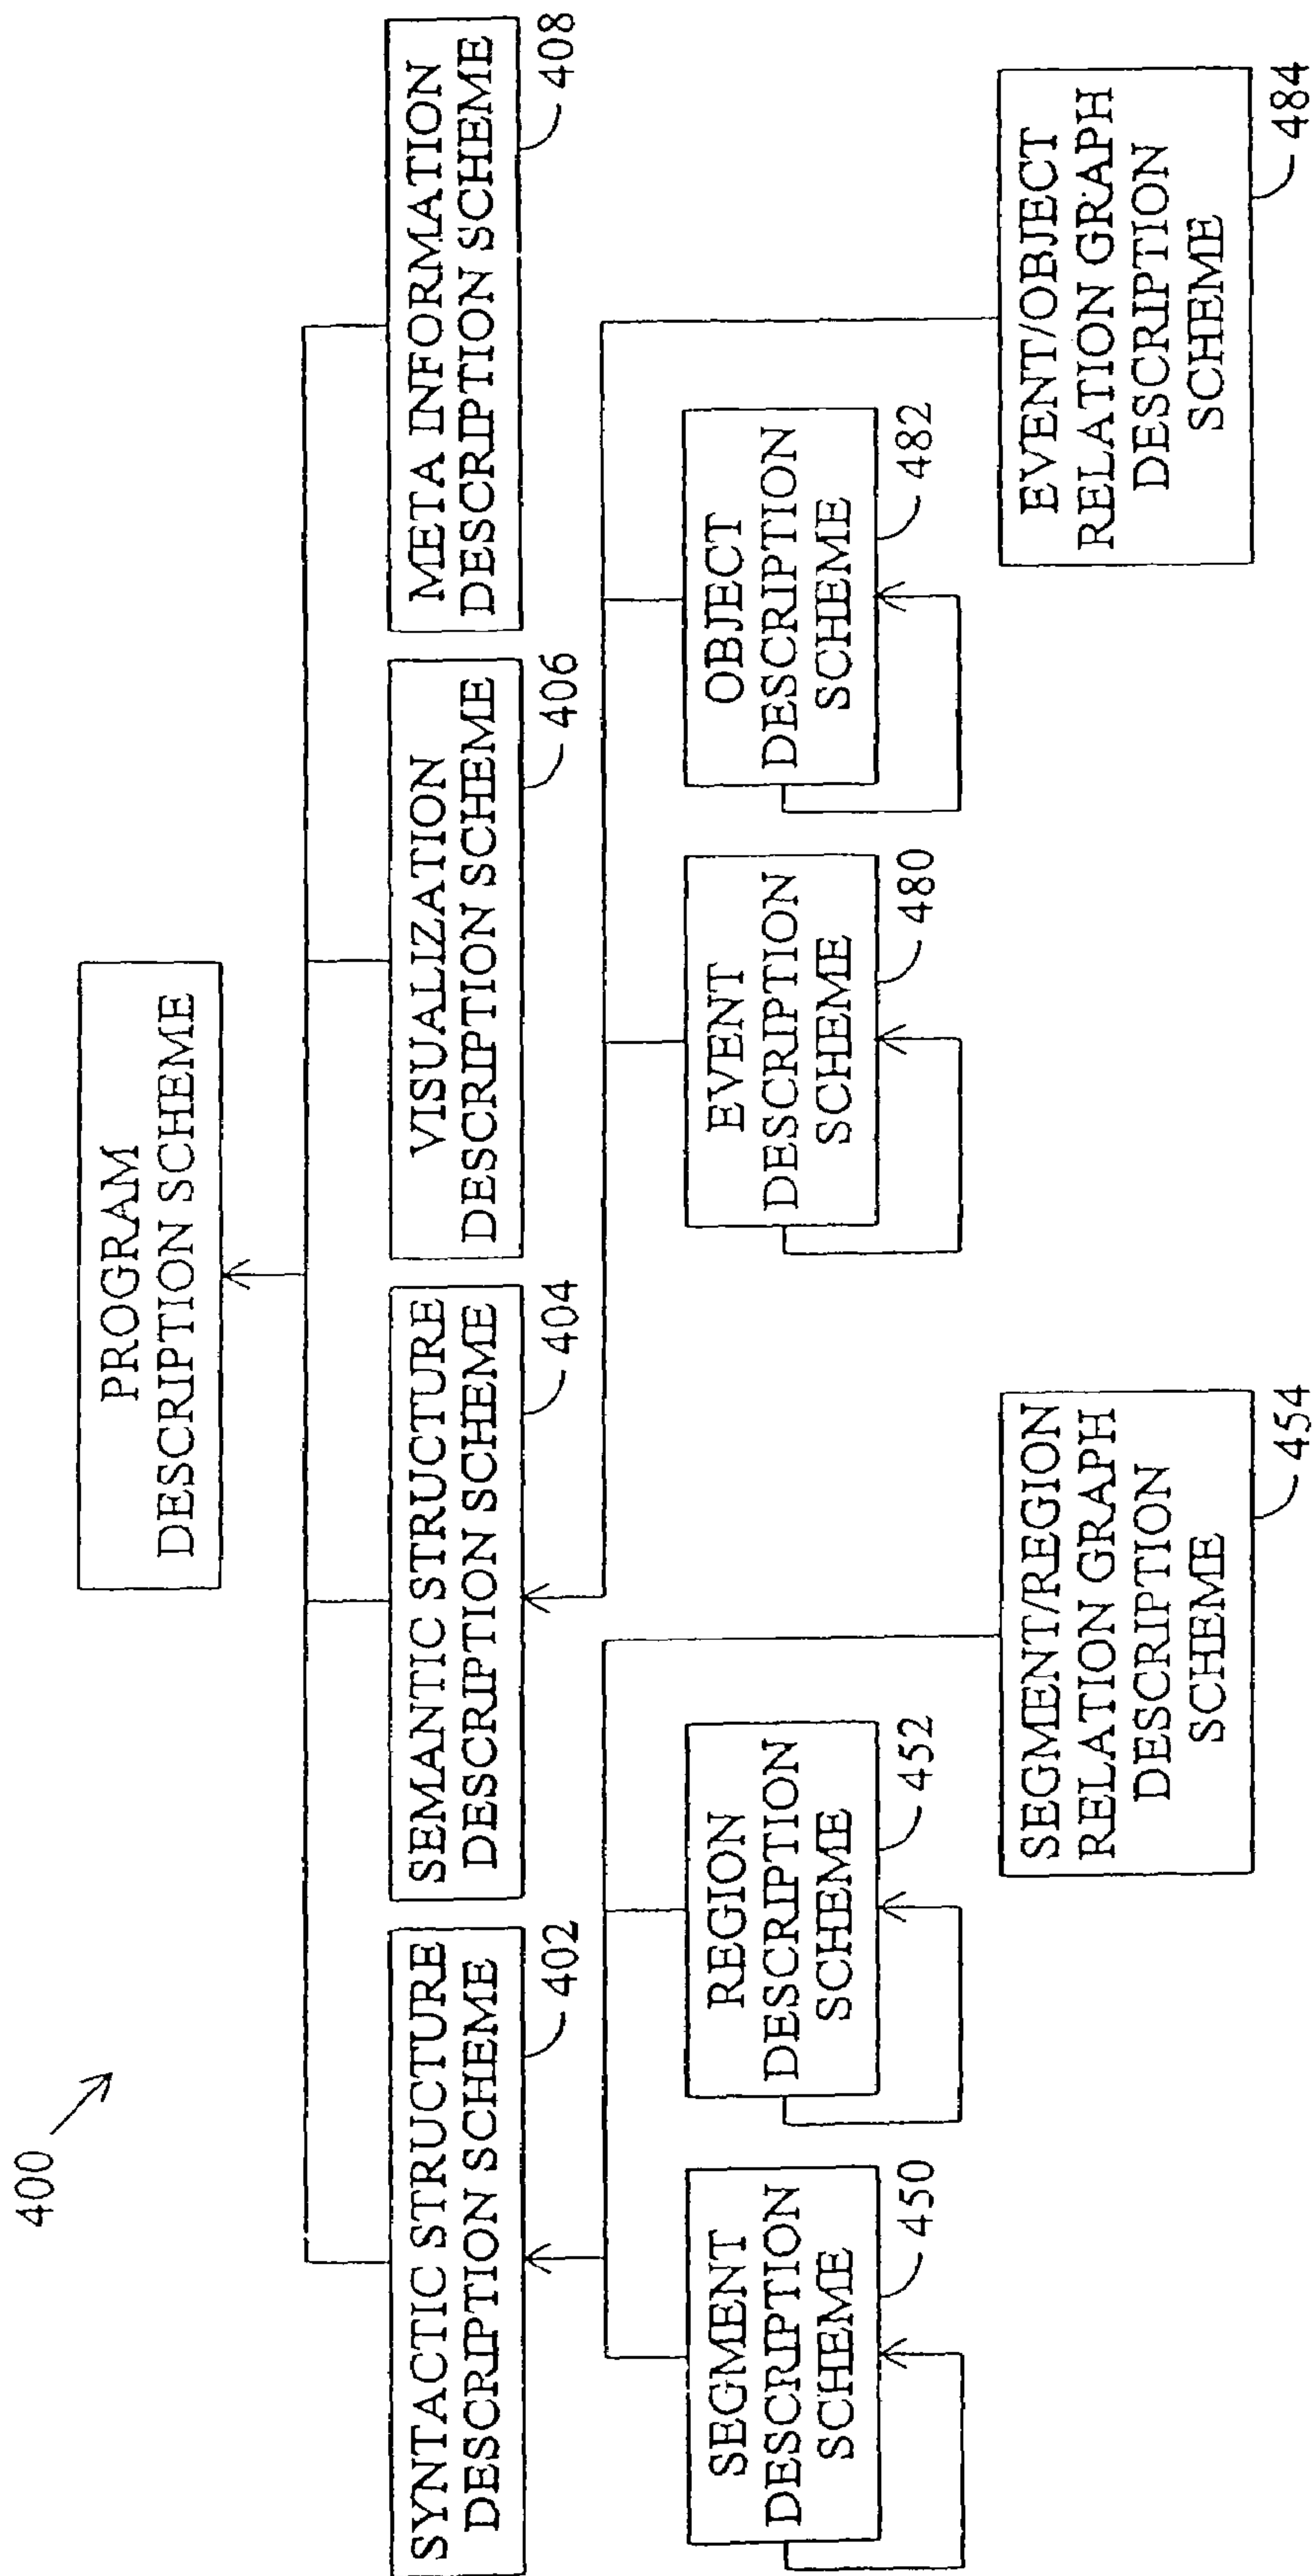 400
PROGRAM
DESCRIPTION SCHEME
SYNTACTIC STRUCTURE
DESCRIPTION SCHEME
402
SEMANTIC STRUCTURE
DESCRIPTION SCHEME
404
VISUALIZATION
DESCRIPTION SCHEME
406
META INFORMATION
DESCRIPTION SCHEME
408
SEGMENT
DESCRIPTION
SCHEME
450
REGION
DESCRIPTION
SCHEME
452
EVENT
DESCRIPTION
SCHEME
480
OBJECT
DESCRIPTION
SCHEME
482
SEGMENT/REGION
RELATION GRAPH
DESCRIPTION
SCHEME
454
EVENT/OBJECT
RELATION GRAPH
DESCRIPTION
SCHEME
484